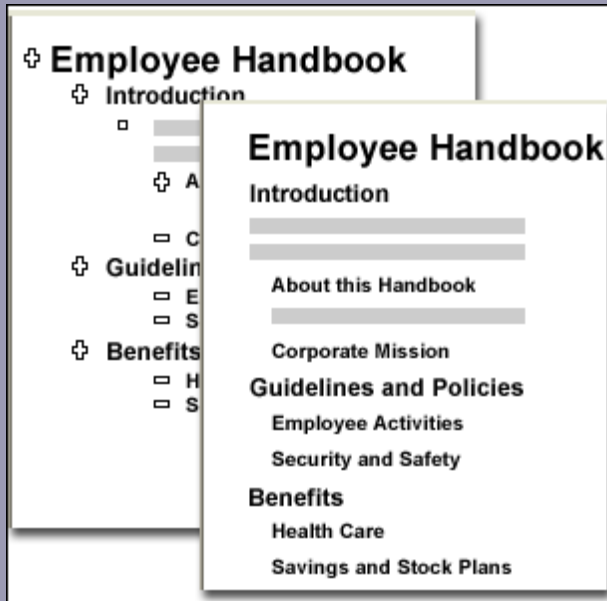 Employee Handbook
Introduction
A
C
Guidelin
E
S
Benefits
H
S
Employee Handbook
Introduction
About this Handbook
Corporate Mission
Guidelines and Policies
Employee Activities
Security and Safety
Benefits
Health Care
Savings and Stock Plans